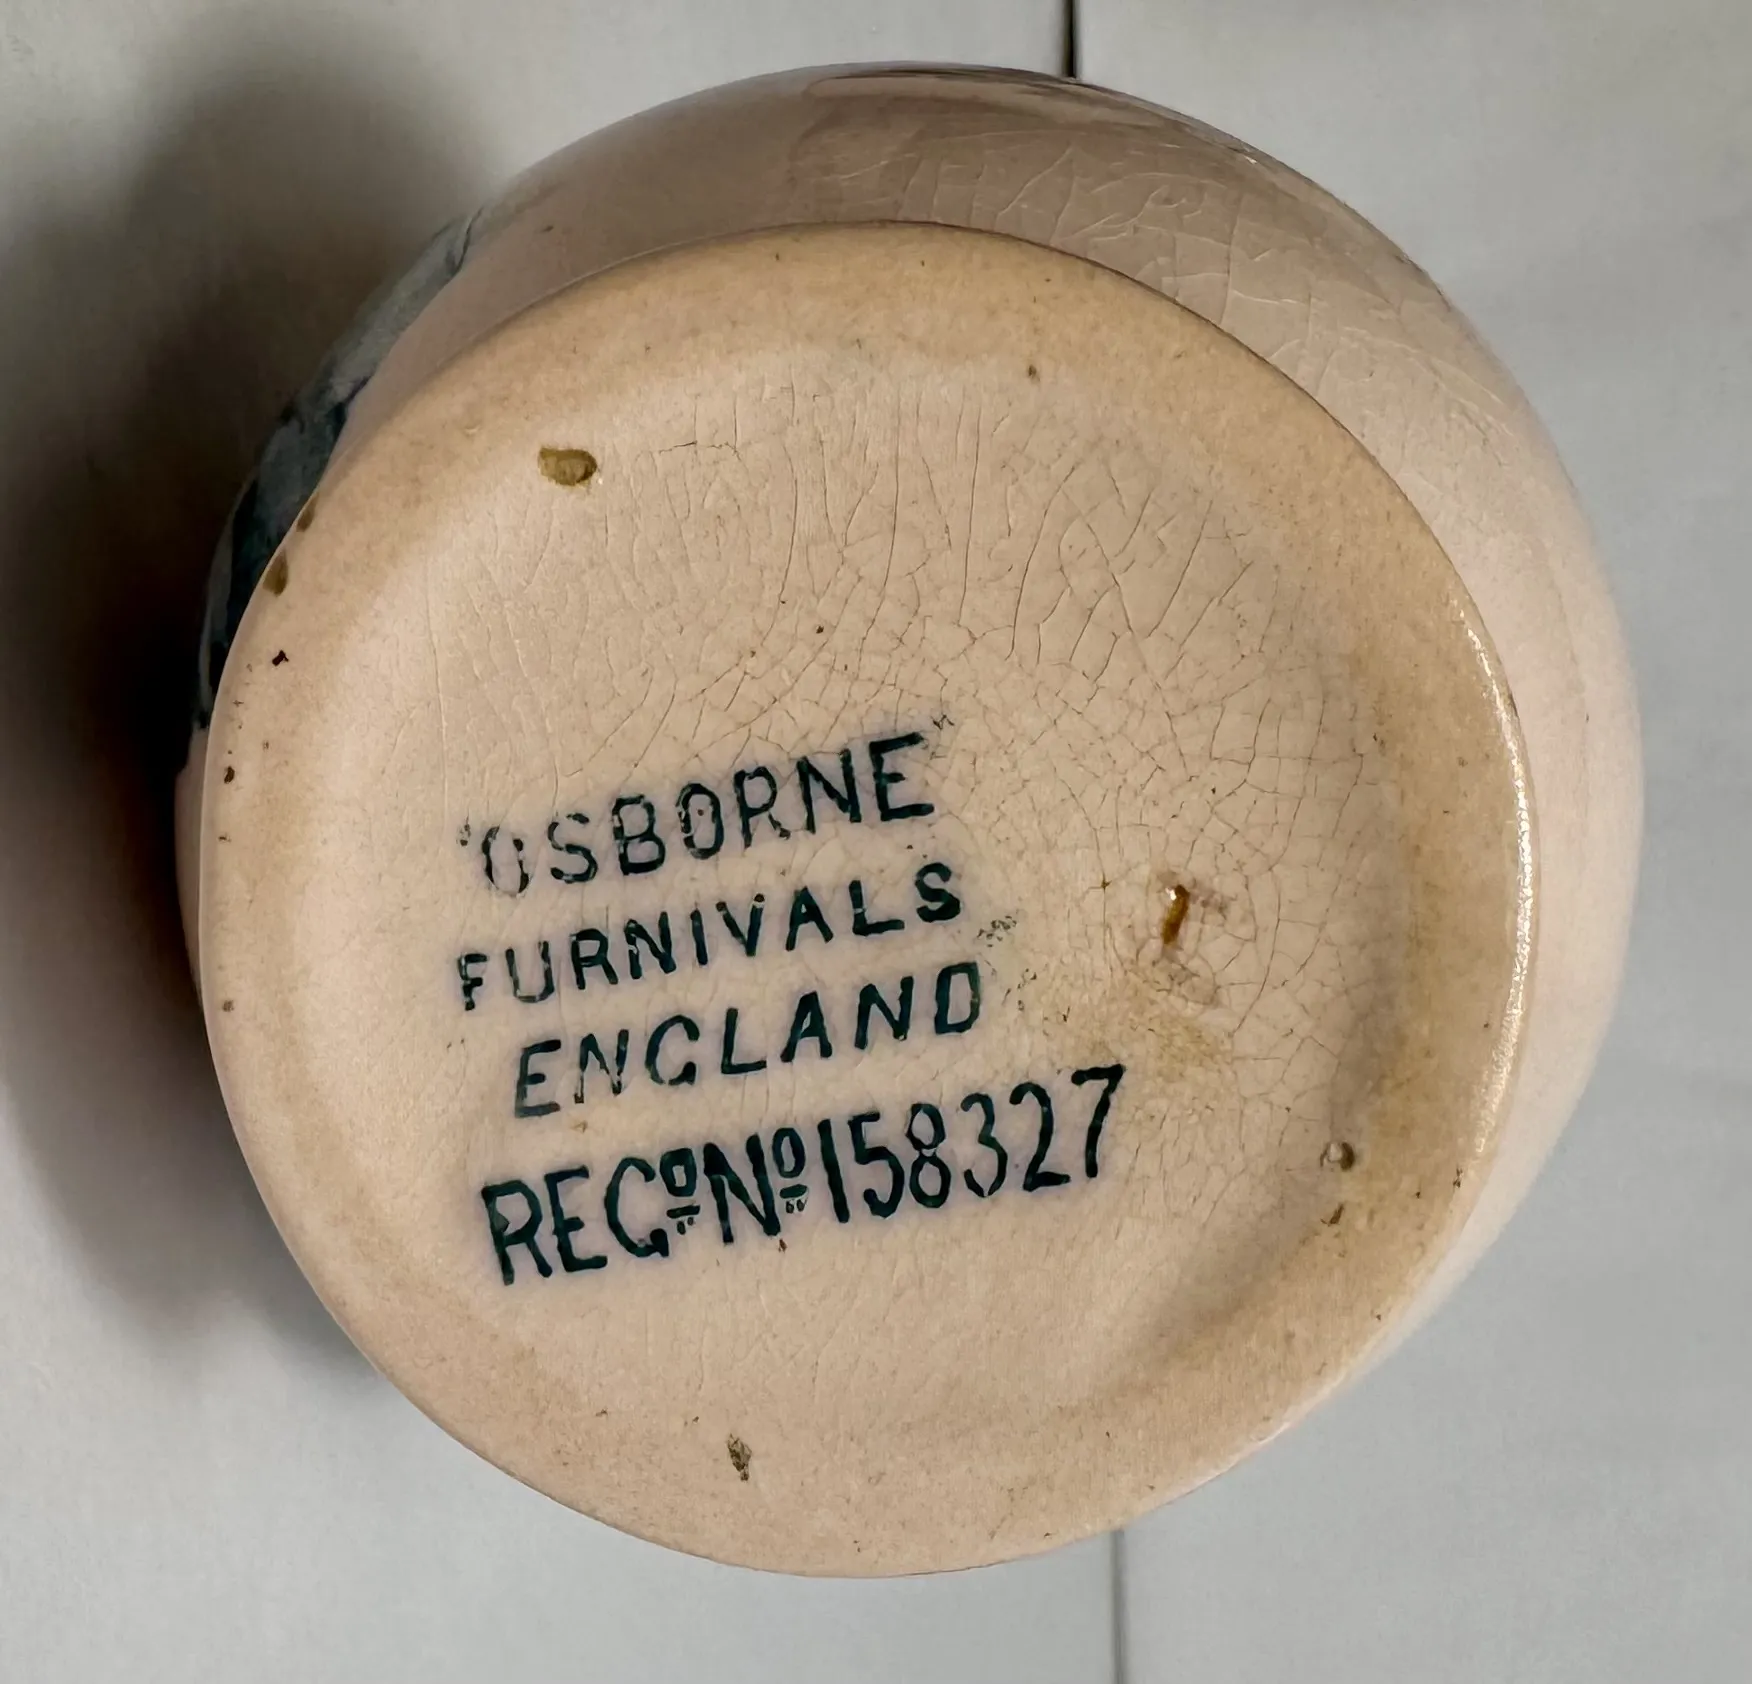 "OSBORNE"
FURNIVALS
ENGLAND
REGᴰ Nº 158327